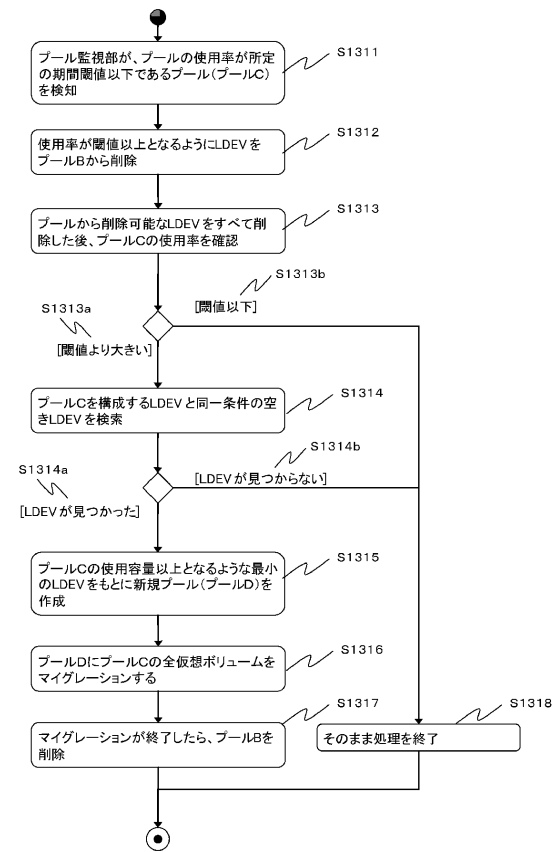 S1311
プール監視部が、プールの使用率が所定
の期間閾値以下であるプール(プールC)
を検知
S1312
使用率が閾値以上となるようにLDEVを
プールBから削除
S1313
プールから削除可能なLDEVをすべて削
除した後、プールCの使用率を確認
S1313b
[閾値以下]
S1313a
[閾値より大きい]
S1314
プールCを構成するLDEVと同一条件の空
きLDEVを検索
S1314b
[LDEVが見つからない]
S1314a
[LDEVが見つかった]
S1315
プールCの使用容量以上となるような最小
のLDEVをもとに新規プール(プールD)を
作成
S1316
プールDにプールCの全仮想ボリュームを
マイグレーションする
S1317
マイグレーションが終了したら、プールBを
削除
S1318
そのまま処理を終了